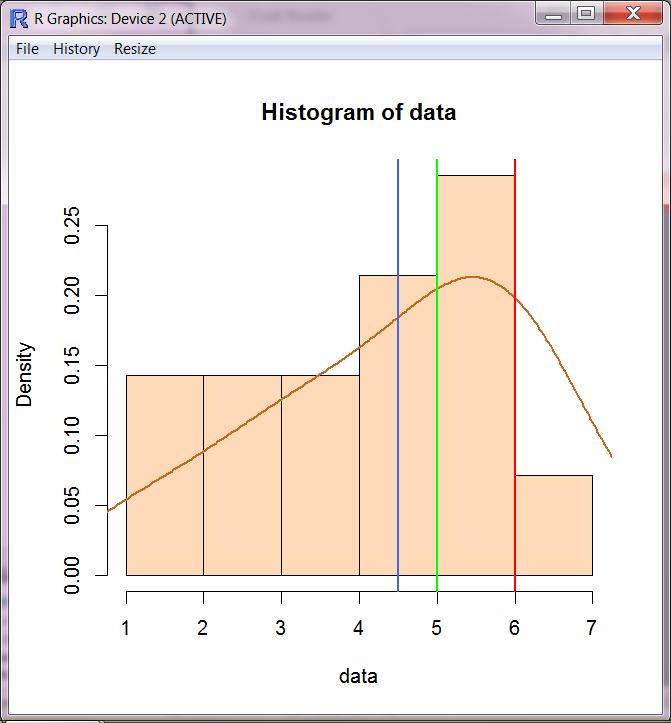 R Graphics: Device 2 (ACTIVE)
File History Resize
Histogram of data
Density
0.25
0.20
0.15
0.10
0.05
0.00
1 2 3 4 5 6 7
data